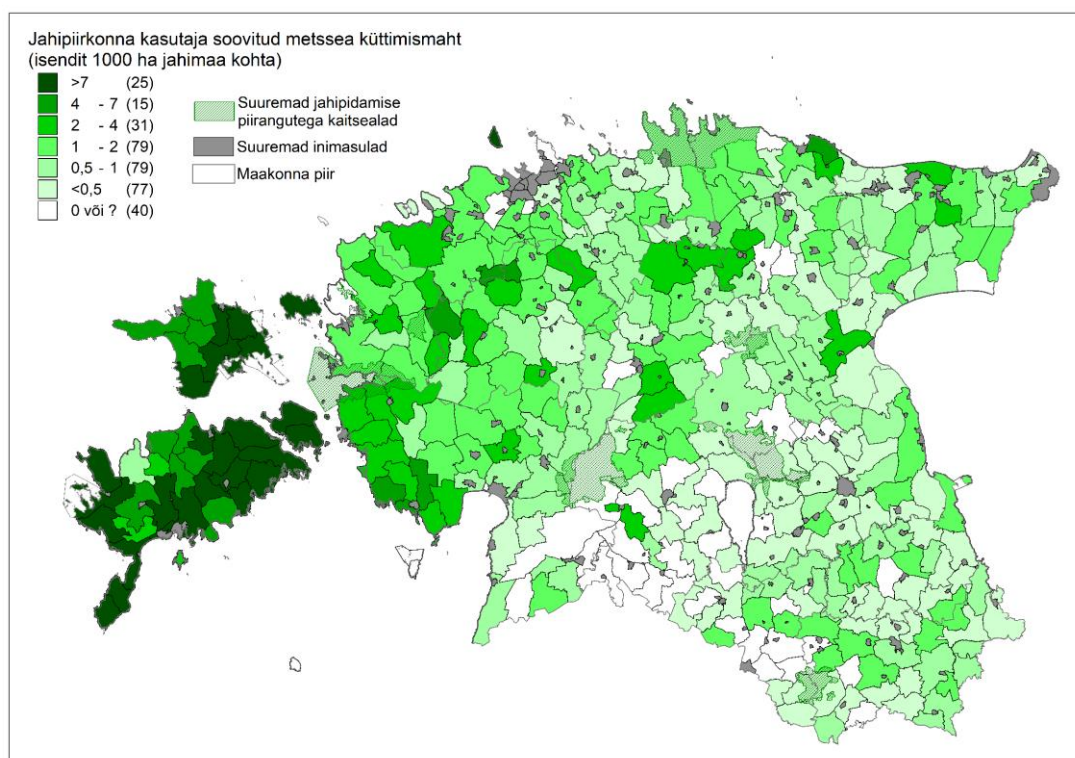 Jahipiirkonna kasutaja soovitud metssea küttimismaht
(isendit 1000 ha jahimaa kohta)
>7 (25)
4 - 7 (15)
2 - 4 (31)
1 - 2 (79)
0,5 - 1 (79)
<0,5 (77)
0 või ? (40)
Suuremad jahipidamise
piirangutega kaitsealad
Suuremad inimasulad
Maakonna piir